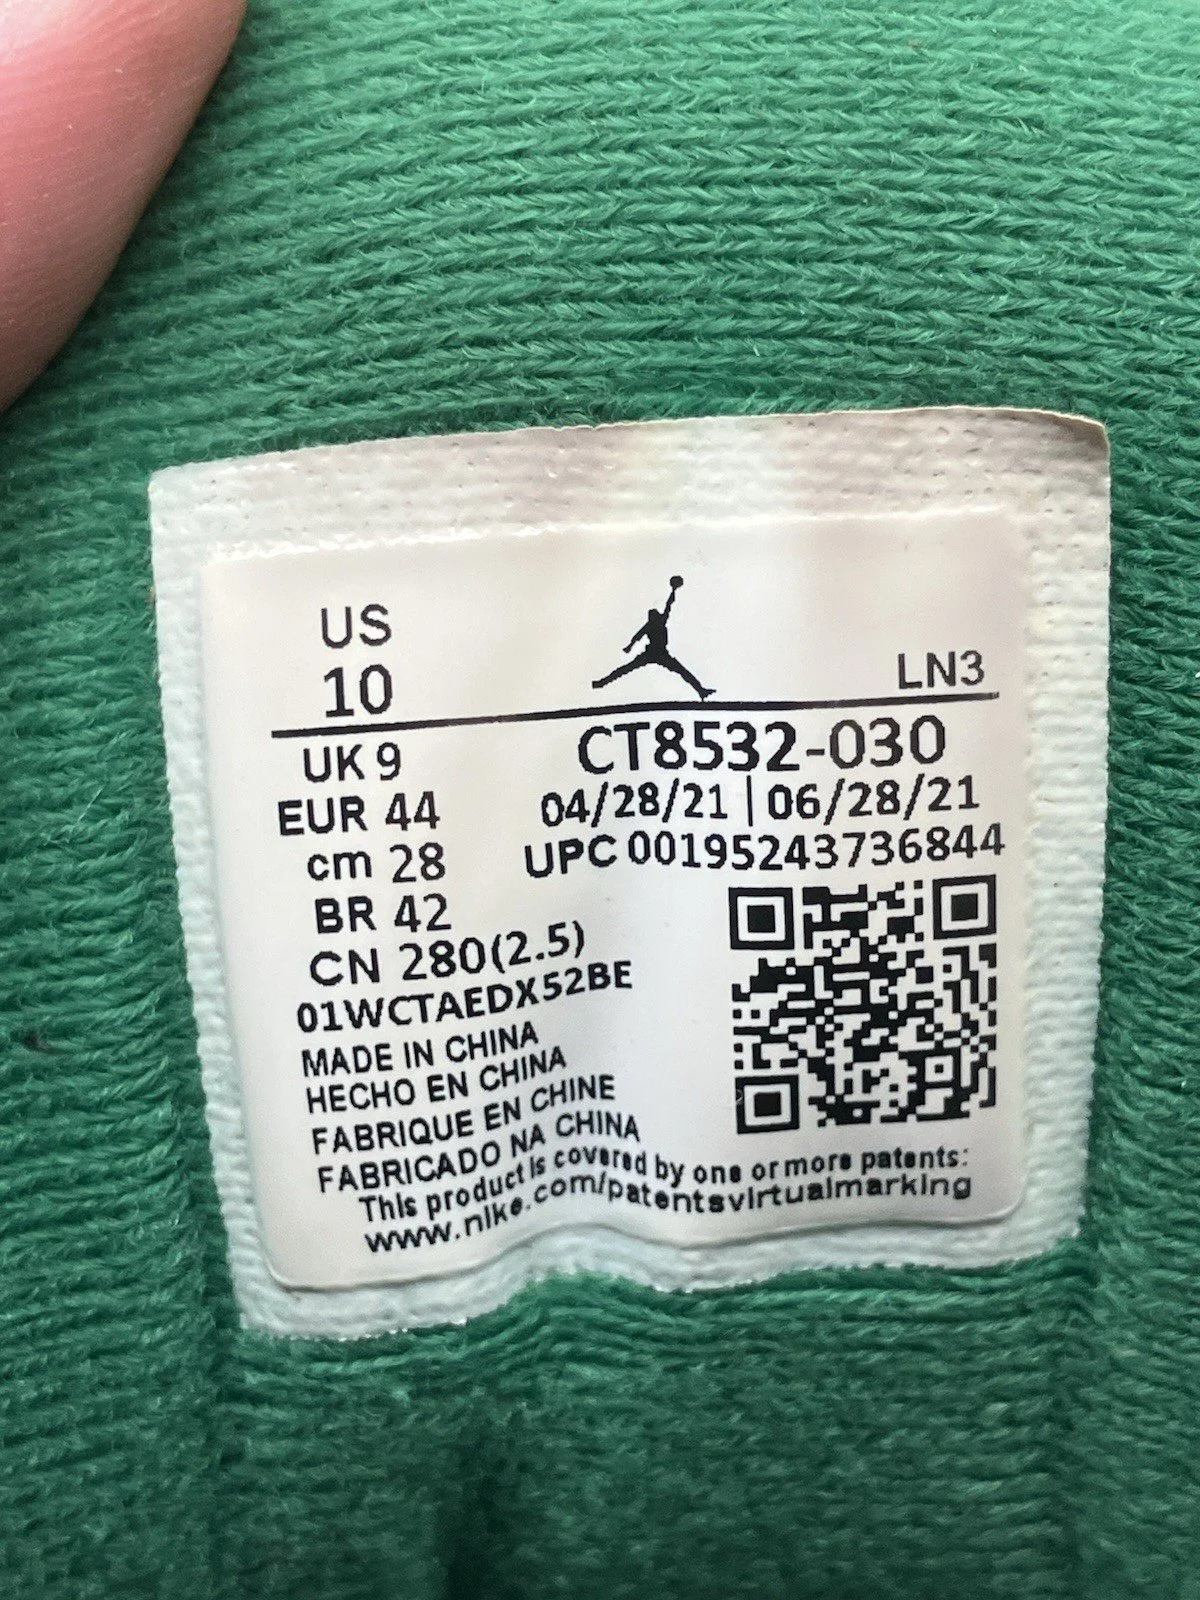 US
10
LN3
UK 9
EUR 44
cm 28
BR 42
CN 280(2.5)
CT8532-030
04/28/21 | 06/28/21
UPC 00195243736844
01WCTAEDX52BE
MADE IN CHINA
HECHO EN CHINA
FABRIQUE EN CHINE
FABRICADO NA CHINA
This product is covered by one or more patents:
www.nike.com/patentsvirtualmarking